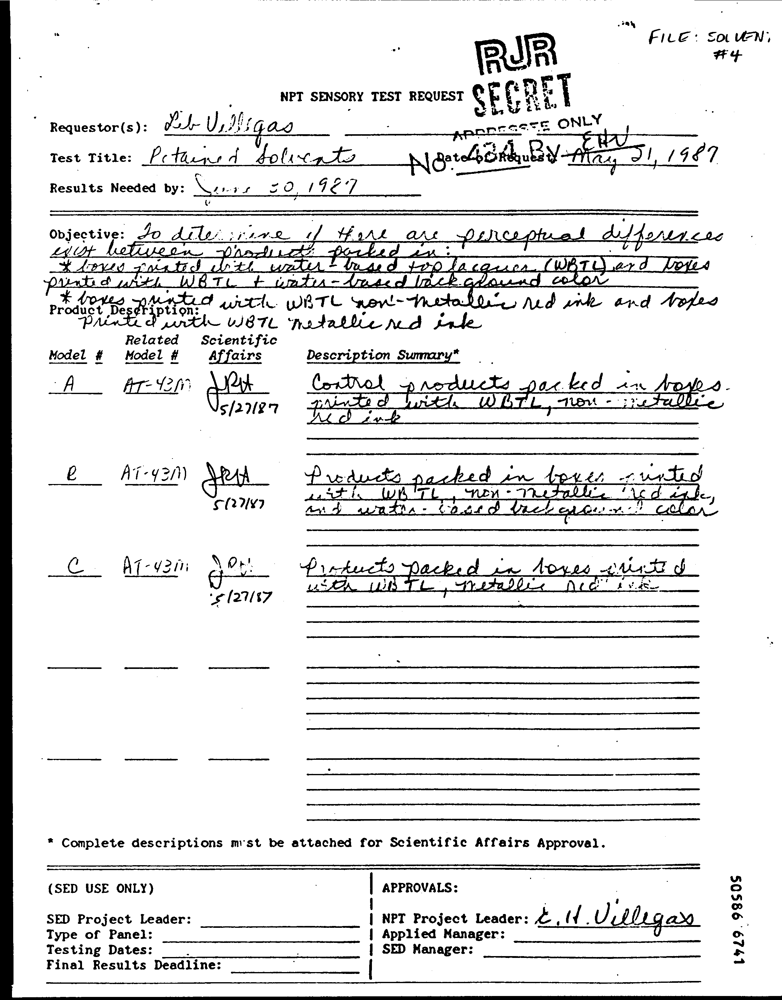 FILE: SOLVEN
#4
RJR
SECRET
NPT SENSORY TEST REQUEST
ADDRESSEE ONLY
Requestor(s): Lib Villegas
No. 434 BY EHV
Test Title: Retained Solvents Date of Request: May 21, 1987
Results Needed by: June 30, 1987
Objective: To determine if there are perceptual differences
exist between products packed in:
* boxes printed with water-based top lacquer (WBTL) and boxes
printed with WBTL + water-based background color
* boxes printed with WBTL non-metallic red ink and boxes
Product Description:
printed with WBTL metallic red ink
Related Scientific
Model # Model # Affairs Description Summary*
A AT-43M JRH Control products packed in boxes
5/27/87 printed with WBTL, non-metallic
red ink
B AT-43M JRH Products packed in boxes printed
5/27/87 with WBTL, non-metallic red ink,
and water-based background color
C AT-43M Products packed in boxes printed
5/27/87 with WBTL, metallic red ink
* Complete descriptions must be attached for Scientific Affairs Approval.
(SED USE ONLY) APPROVALS:
SED Project Leader: NPT Project Leader: E. H. Villegas
Type of Panel: Applied Manager:
Testing Dates: SED Manager:
Final Results Deadline:
50586 6741